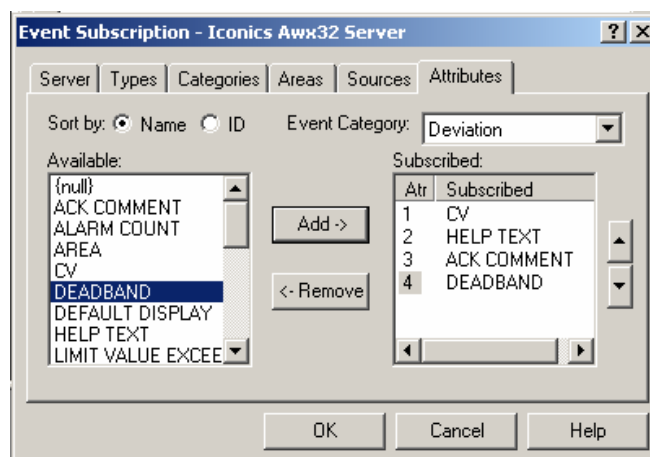 Event Subscription - Iconics Awx32 Server
Server Types Categories Areas Sources Attributes
Sort by: Name ID Event Category: Deviation
Available:
{null}
ACK COMMENT
ALARM COUNT
AREA
CV
DEADBAND
DEFAULT DISPLAY
HELP TEXT
LIMIT VALUE EXCEE
Add ->
<- Remove
Subscribed:
Atr Subscribed
1 CV
2 HELP TEXT
3 ACK COMMENT
4 DEADBAND
OK Cancel Help